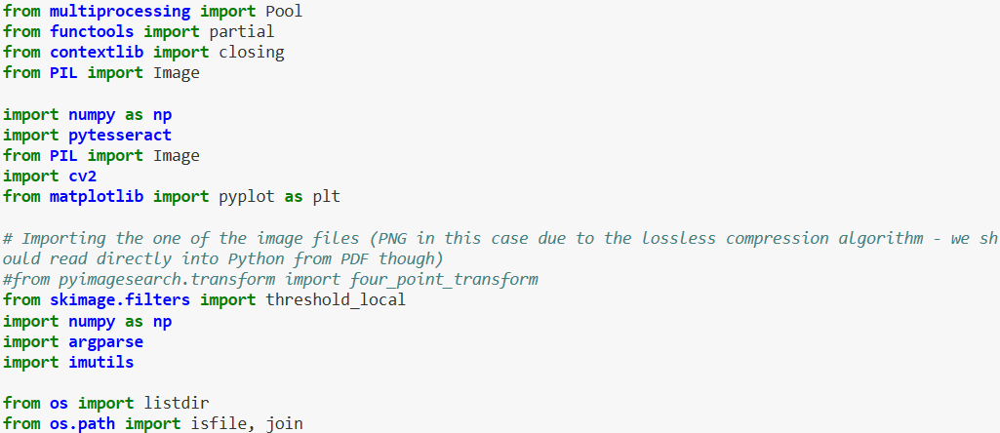 from multiprocessing import Pool
from functools import partial
from contextlib import closing
from PIL import Image
import numpy as np
import pytesseract
from PIL import Image
import cv2
from matplotlib import pyplot as plt
# Importing the one of the image files (PNG in this case due to the lossless compression algorithm - we sh
ould read directly into Python from PDF though)
#from pyimagesearch.transform import four_point_transform
from skimage.filters import threshold_local
import numpy as np
import argparse
import imutils
from os import listdir
from os.path import isfile, join